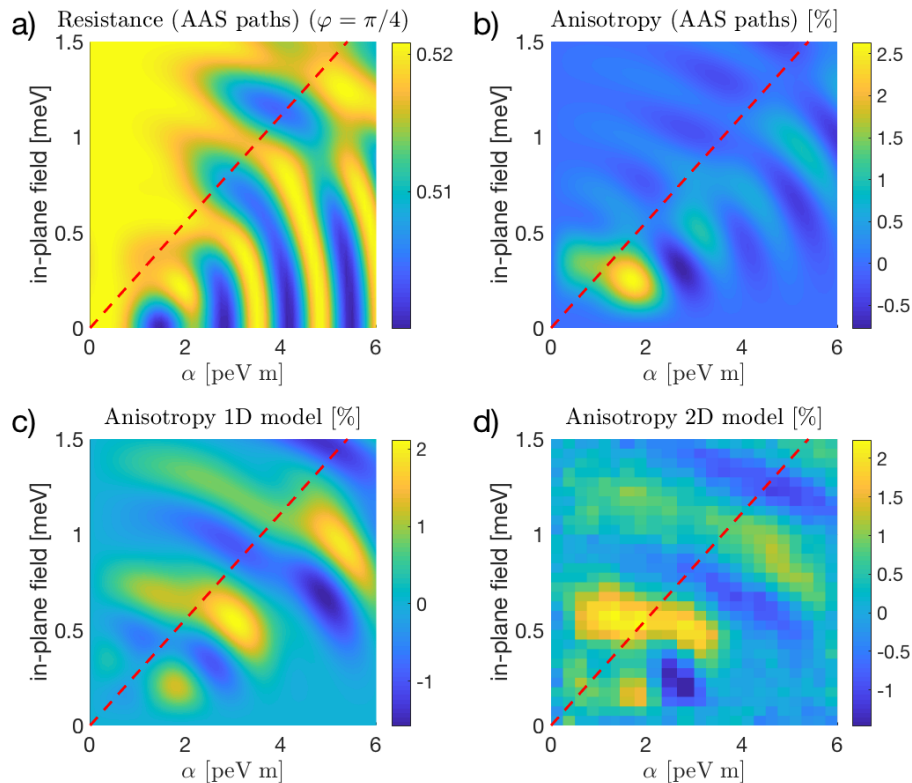 a) Resistance (AAS paths) (φ = π/4)
1.5
1
0.5
0
in-plane field [meV]
0 2 4 6
α [peV m]
0.52
0.51
b) Anisotropy (AAS paths) [%]
1.5
1
0.5
0
in-plane field [meV]
0 2 4 6
α [peV m]
2.5
2
1.5
1
0.5
0
-0.5
c) Anisotropy 1D model [%]
1.5
1
0.5
0
in-plane field [meV]
0 2 4 6
α [peV m]
2
1
0
-1
d) Anisotropy 2D model [%]
1.5
1
0.5
0
in-plane field [meV]
0 2 4 6
α [peV m]
2
1.5
1
0.5
0
-0.5
-1